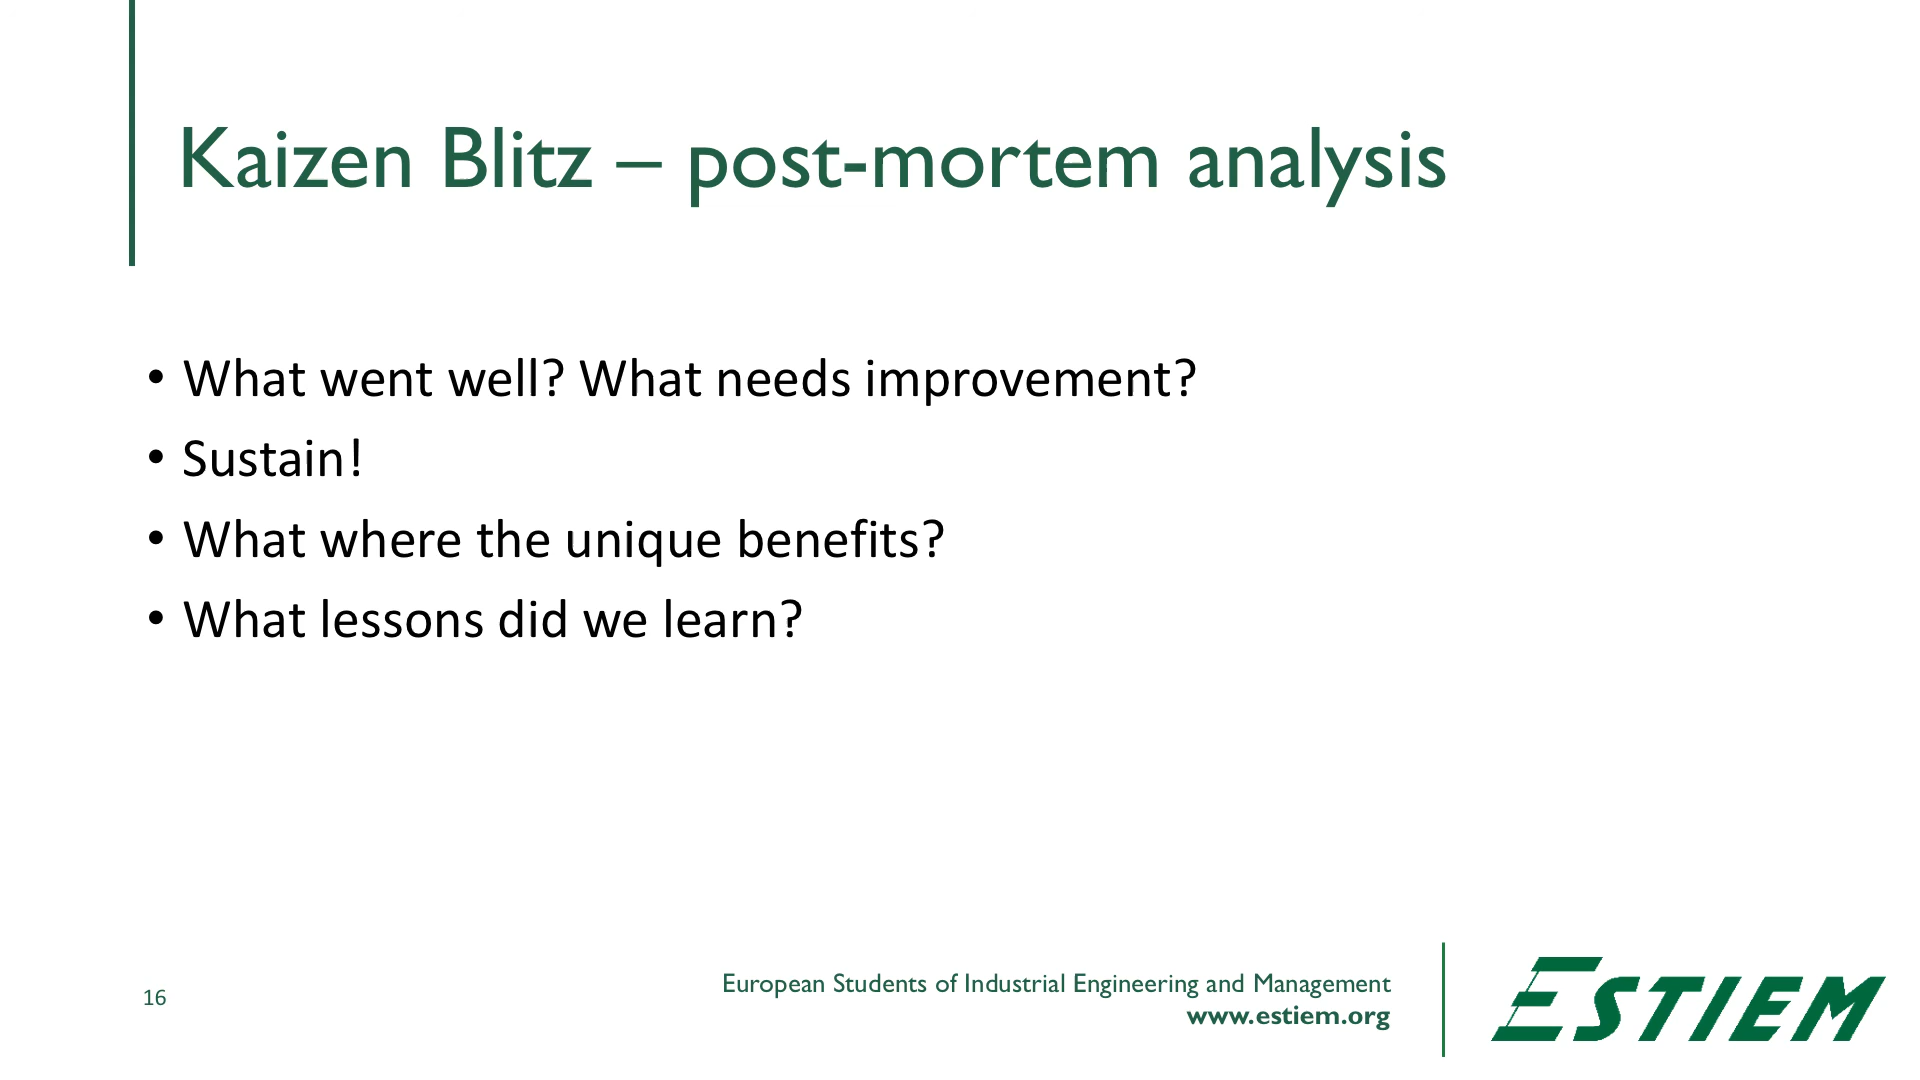 Kaizen Blitz – post-mortem analysis
• What went well? What needs improvement?
• Sustain!
• What where the unique benefits?
• What lessons did we learn?
16
European Students of Industrial Engineering and Management
www.estiem.org
ESTIEM